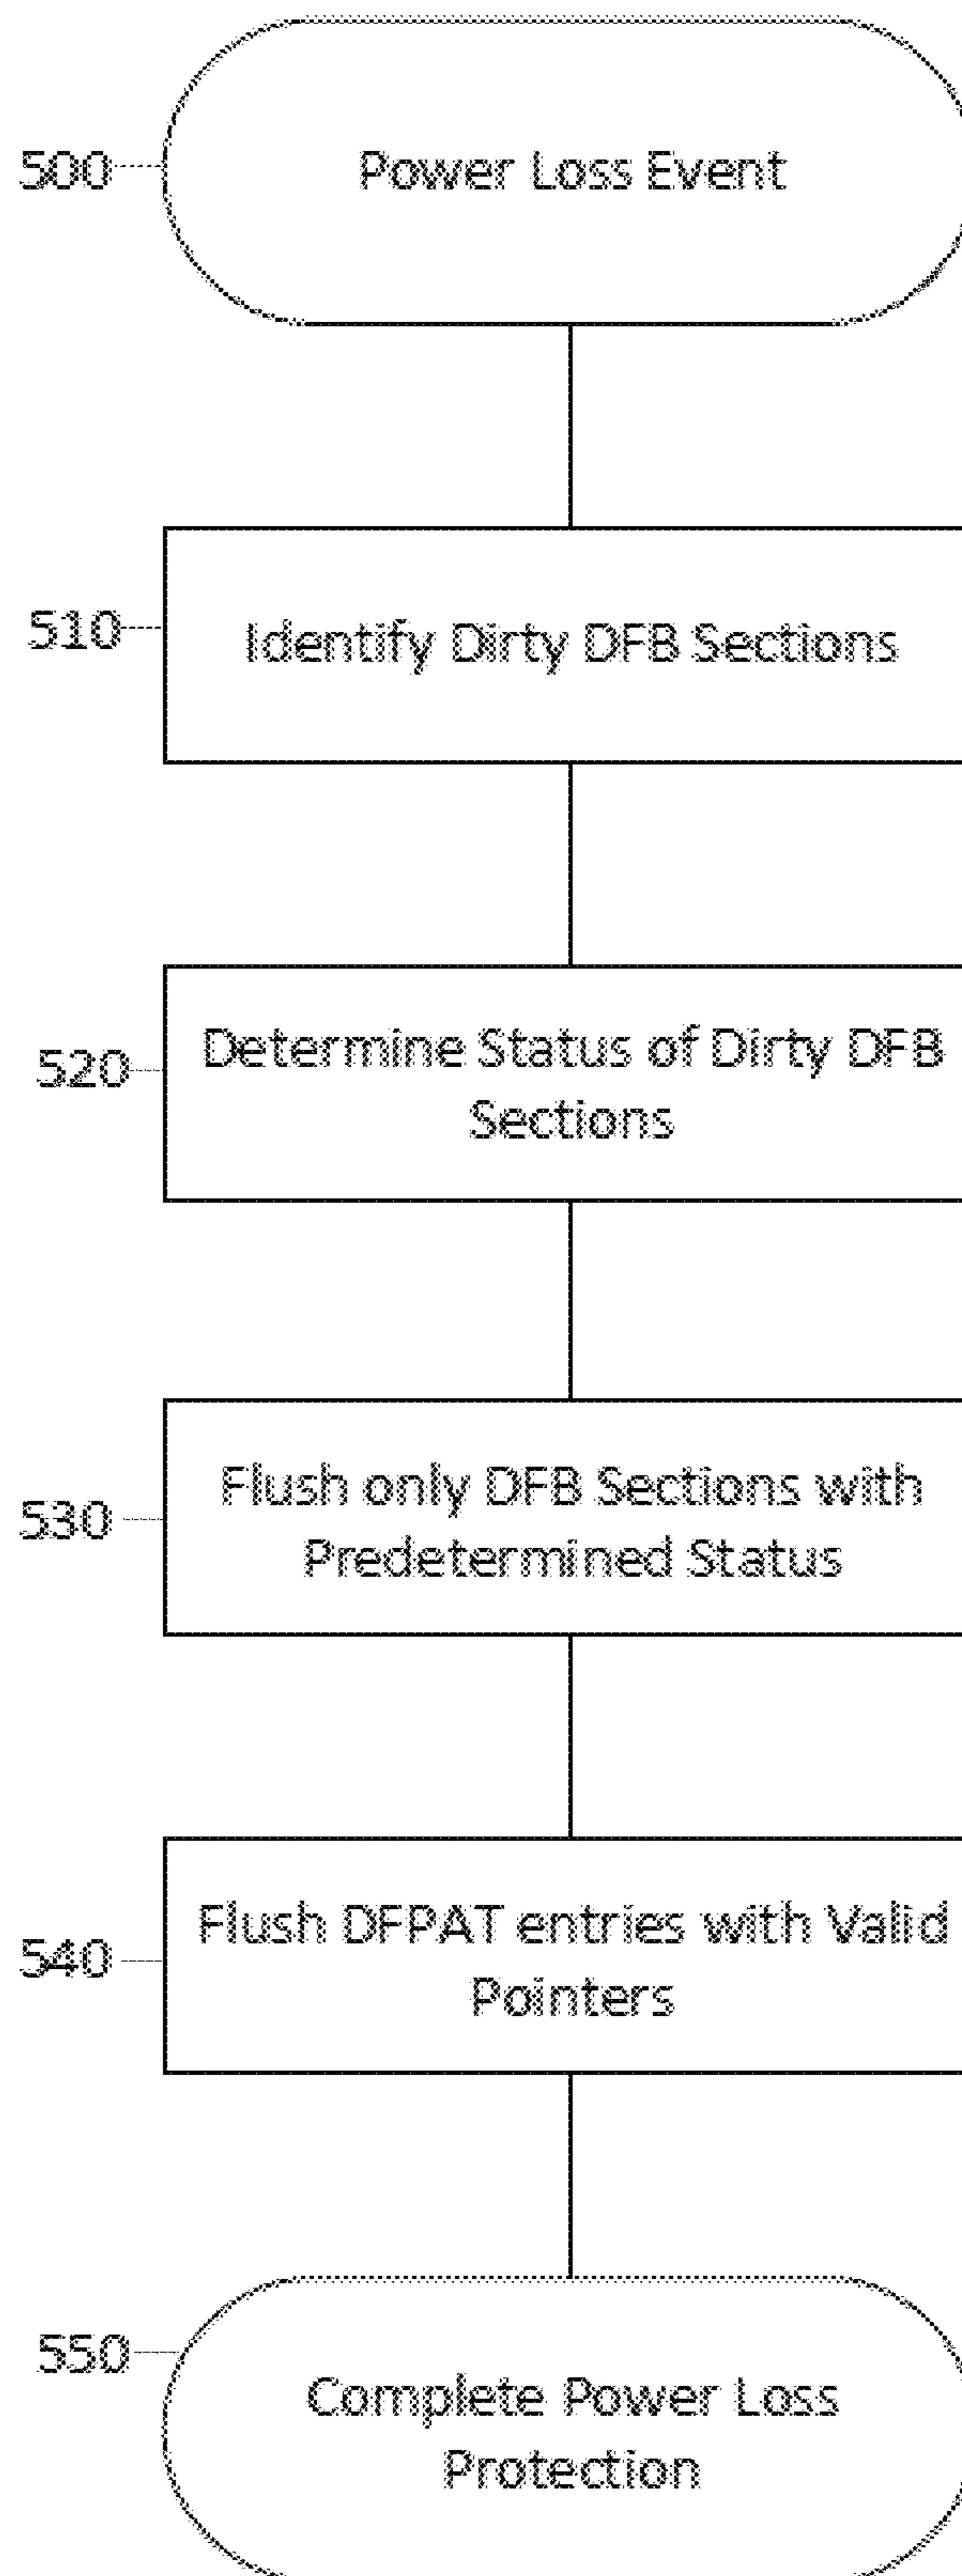 500
Power Loss Event
510
Identify Dirty DFB Sections
520
Determine Status of Dirty DFB
Sections
530
Flush only DFB Sections with
Predetermined Status
540
Flush DFPAT entries with Valid
Pointers
550
Complete Power Loss
Protection